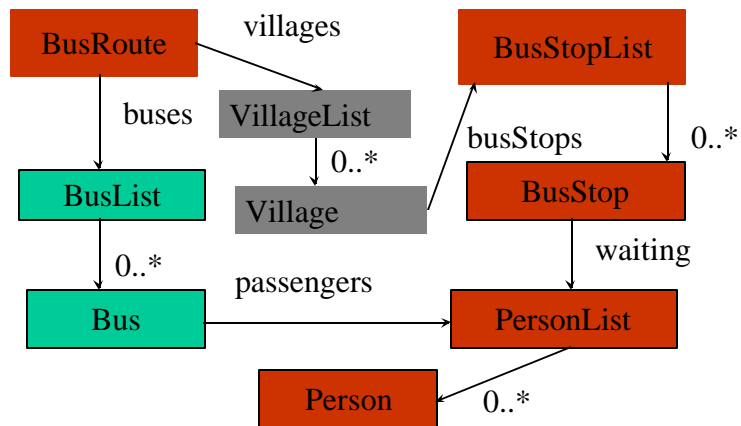 villages
BusRoute
BusStopList
buses
VillageList
busStops
0..*
0..*
BusList
Village
BusStop
0..*
waiting
passengers
Bus
PersonList
Person
0..*